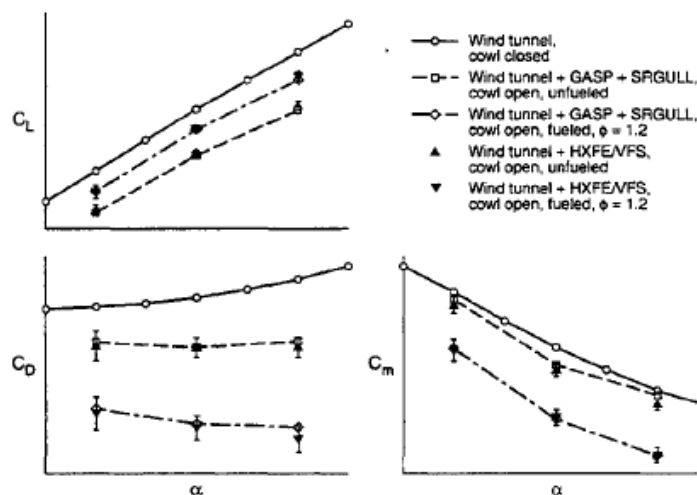 C_L
Wind tunnel,
cowl closed
Wind tunnel + GASP + SRGULL,
cowl open, unfueled
Wind tunnel + GASP + SRGULL,
cowl open, fueled, ϕ = 1.2
Wind tunnel + HXFE/VFS,
cowl open, unfueled
Wind tunnel + HXFE/VFS,
cowl open, fueled, ϕ = 1.2
C_D
α
C_m
α